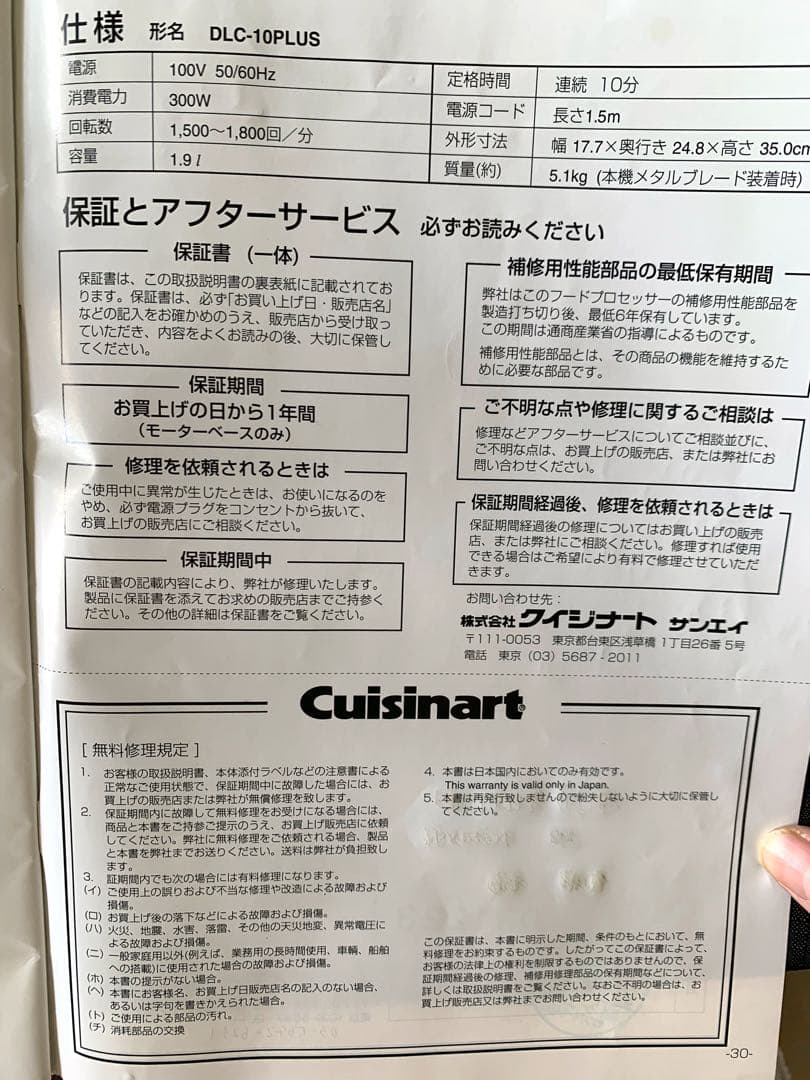 仕様 形名 DLC-10PLUS
電源 100V 50/60Hz
消費電力 300W
回転数 1,500〜1,800回／分
容量 1.9ℓ
定格時間 連続 10分
電源コード 長さ1.5m
外形寸法 幅 17.7×奥行き 24.8×高さ 35.0cm
質量(約) 5.1kg (本機メタルブレード装着時)
保証とアフターサービス 必ずお読みください
保証書 (一体)
保証書は、この取扱説明書の裏表紙に記載されてお
ります。保証書は、必ず「お買い上げ日・販売店名」
などの記入をお確かめのうえ、販売店から受け取っ
ていただき、内容をよくお読みの後、大切に保管し
てください。
保証期間
お買上げの日から1年間
(モーターベースのみ)
修理を依頼されるときは
ご使用中に異常が生じたときは、お使いになるのを
やめ、必ず電源プラグをコンセントから抜いて、
お買上げの販売店にご相談ください。
保証期間中
保証書の記載内容により、弊社が修理いたします。
製品に保証書を添えてお求めの販売店までご持参く
ださい。その他の詳細は保証書をご覧ください。
補修用性能部品の最低保有期間
弊社はこのフードプロセッサーの補修用性能部品を
製造打ち切り後、最低6年保有しています。
この期間は通商産業省の指導によるものです。
補修用性能部品とは、その商品の機能を維持するた
めに必要な部品です。
ご不明な点や修理に関するご相談は
修理などアフターサービスについてご相談並びに、
ご不明な点は、お買上げの販売店、または弊社にお
問い合わせください。
保証期間経過後、修理を依頼されるときは
保証期間経過後の修理についてはお買い上げの販売
店、または弊社にご相談ください。修理すれば使用
できる場合はご希望により有料で修理させていただ
きます。
お問い合わせ先：
株式会社 クイジナート サンエイ
〒111-0053 東京都台東区浅草橋 1丁目26番 5号
電話 東京 (03) 5687-2011
Cuisinart®
[ 無料修理規定 ]
1. お客様の取扱説明書、本体添付ラベルなどの注意書による
正常なご使用状態で、保証期間中に故障した場合には、お
買上げの販売店または弊社が無償修理を致します。
2. 保証期間内に故障して無料修理をお受けになる場合には、
商品と本書をご持参ご提示のうえ、お買上げ販売店に依頼
してください。弊社に無料修理をご依頼される場合、製品
と本書を弊社までお送りください。送料は弊社が負担致し
ます。
3. 証期間内でも次の場合には有料修理になります。
(イ) ご使用上の誤りおよび不当な修理や改造による故障および
損傷。
(ロ) お買上げ後の落下などによる故障および損傷。
(ハ) 火災、地震、水害、落雷、その他の天災地変、異常電圧に
よる故障および損傷。
(ニ) 一般家庭用以外(例えば、業務用の長時間使用、車輌、船舶
への搭載)に使用された場合の故障および損傷。
(ホ) 本書の提示がない場合。
(ヘ) 本書にお客様名、お買上げ日販売店名の記入のない場合、
あるいは字句を書きかえられた場合。
(ト) ご使用による部品の汚れ。
(チ) 消耗部品の交換
4. 本書は日本国内においてのみ有効です。
This warranty is valid only in Japan.
5. 本書は再発行致しませんので紛失しないように大切に保管し
てください。
この保証書は、本書に明示した期間、条件のもとにおいて、無
料修理をお約束するものです。したがってこの保証書によって、
お客様の法律上の権利を制限するものではありませんので、保
証期間経過後の修理、補修用修理部品の保有期間などについて、
詳しくは取扱説明書をご覧ください。なおご不明の場合は、お
買上げ販売店又は弊社までお問い合わせください。
-30-